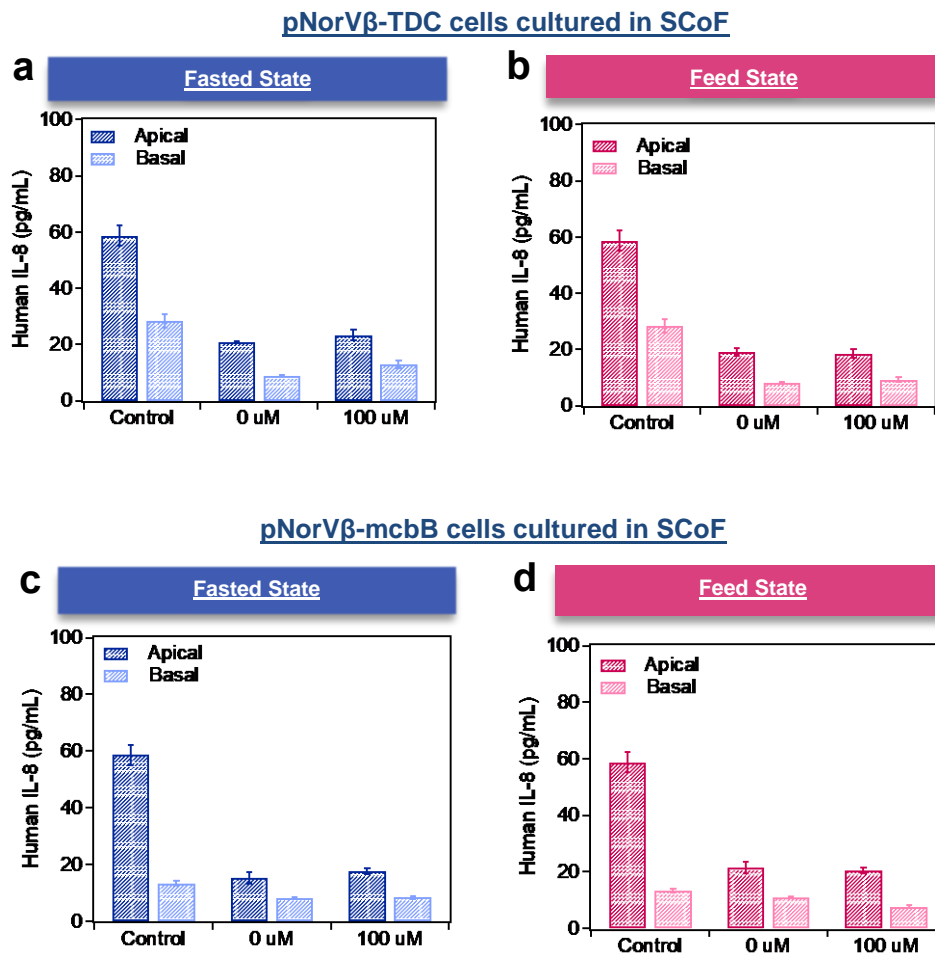 pNorVβ-TDC cells cultured in SCoF
a
Fasted State
Human IL-8 (pg/mL)
100
80
60
40
20
0
Apical
Basal
Control 0 uM 100 uM
b
Feed State
Human IL-8 (pg/mL)
100
80
60
40
20
0
Apical
Basal
Control 0 uM 100 uM
pNorVβ-mcbB cells cultured in SCoF
c
Fasted State
Human IL-8 (pg/mL)
100
80
60
40
20
0
Apical
Basal
Control 0 uM 100 uM
d
Feed State
Human IL-8 (pg/mL)
100
80
60
40
20
0
Apical
Basal
Control 0 uM 100 uM